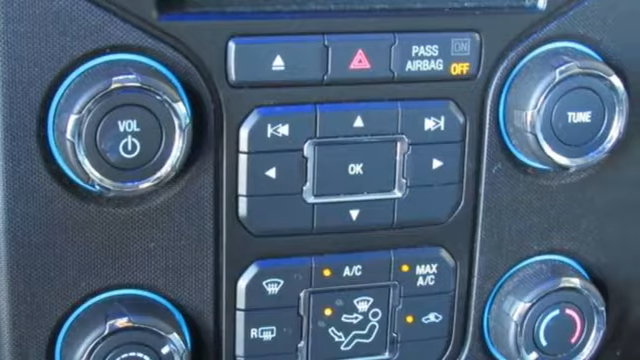 PASS
AIRBAG
ON
OFF
VOL
TUNE
OK
A/C
MAX
A/C
R